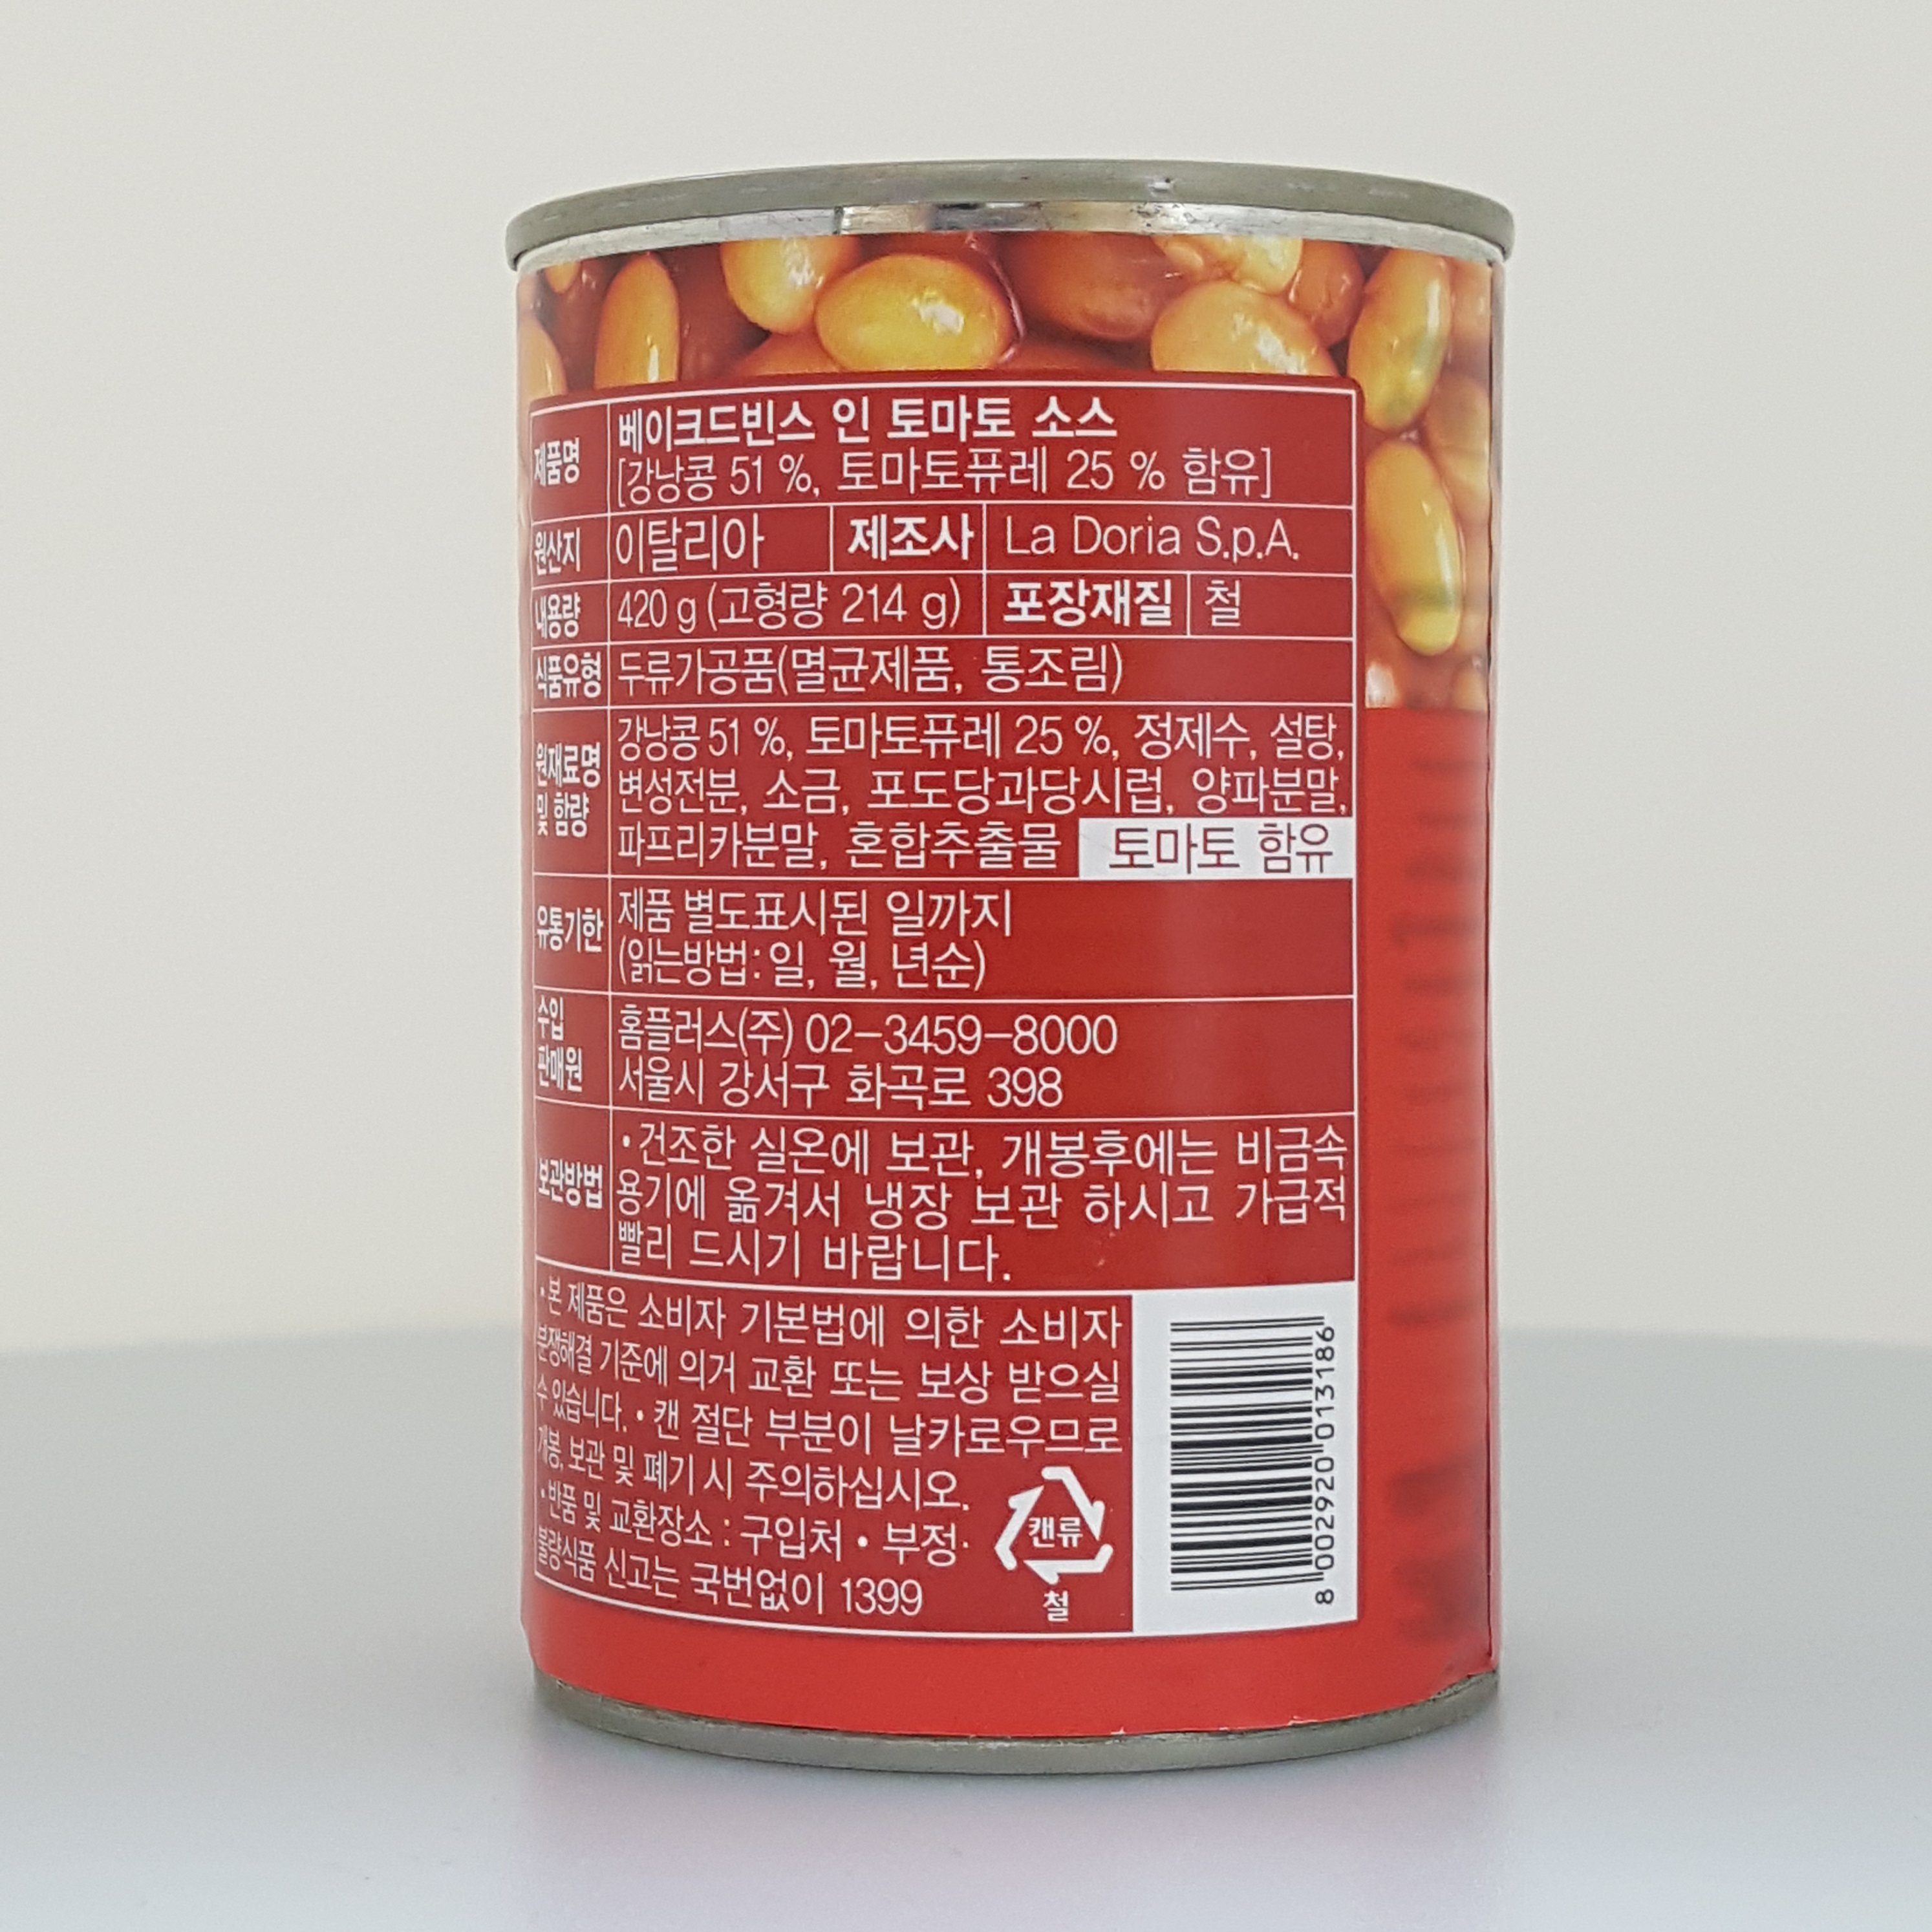 제품명 베이크드빈스 인 토마토 소스
[강낭콩 51 %, 토마토퓨레 25 % 함유]
원산지 이탈리아 제조사 La Doria S.p.A.
내용량 420 g (고형량 214 g) 포장재질 철
식품유형 두류가공품(멸균제품, 통조림)
원재료명 및 함량 강낭콩 51 %, 토마토퓨레 25 %, 정제수, 설탕,
변성전분, 소금, 포도당과당시럽, 양파분말,
파프리카분말, 혼합추출물 토마토 함유
유통기한 제품 별도표시된 일까지
(읽는방법: 일, 월, 년순)
수입 판매원 홈플러스(주) 02-3459-8000
서울시 강서구 화곡로 398
보관방법 • 건조한 실온에 보관, 개봉후에는 비금속
용기에 옮겨서 냉장 보관 하시고 가급적
빨리 드시기 바랍니다.
• 본 제품은 소비자 기본법에 의한 소비자
분쟁해결 기준에 의거 교환 또는 보상 받으실
수 있습니다. • 캔 절단 부분이 날카로우므로
개봉, 보관 및 폐기 시 주의하십시오.
• 반품 및 교환장소 : 구입처 • 부정·
불량식품 신고는 국번없이 1399
캔류
철
8 002920 013186